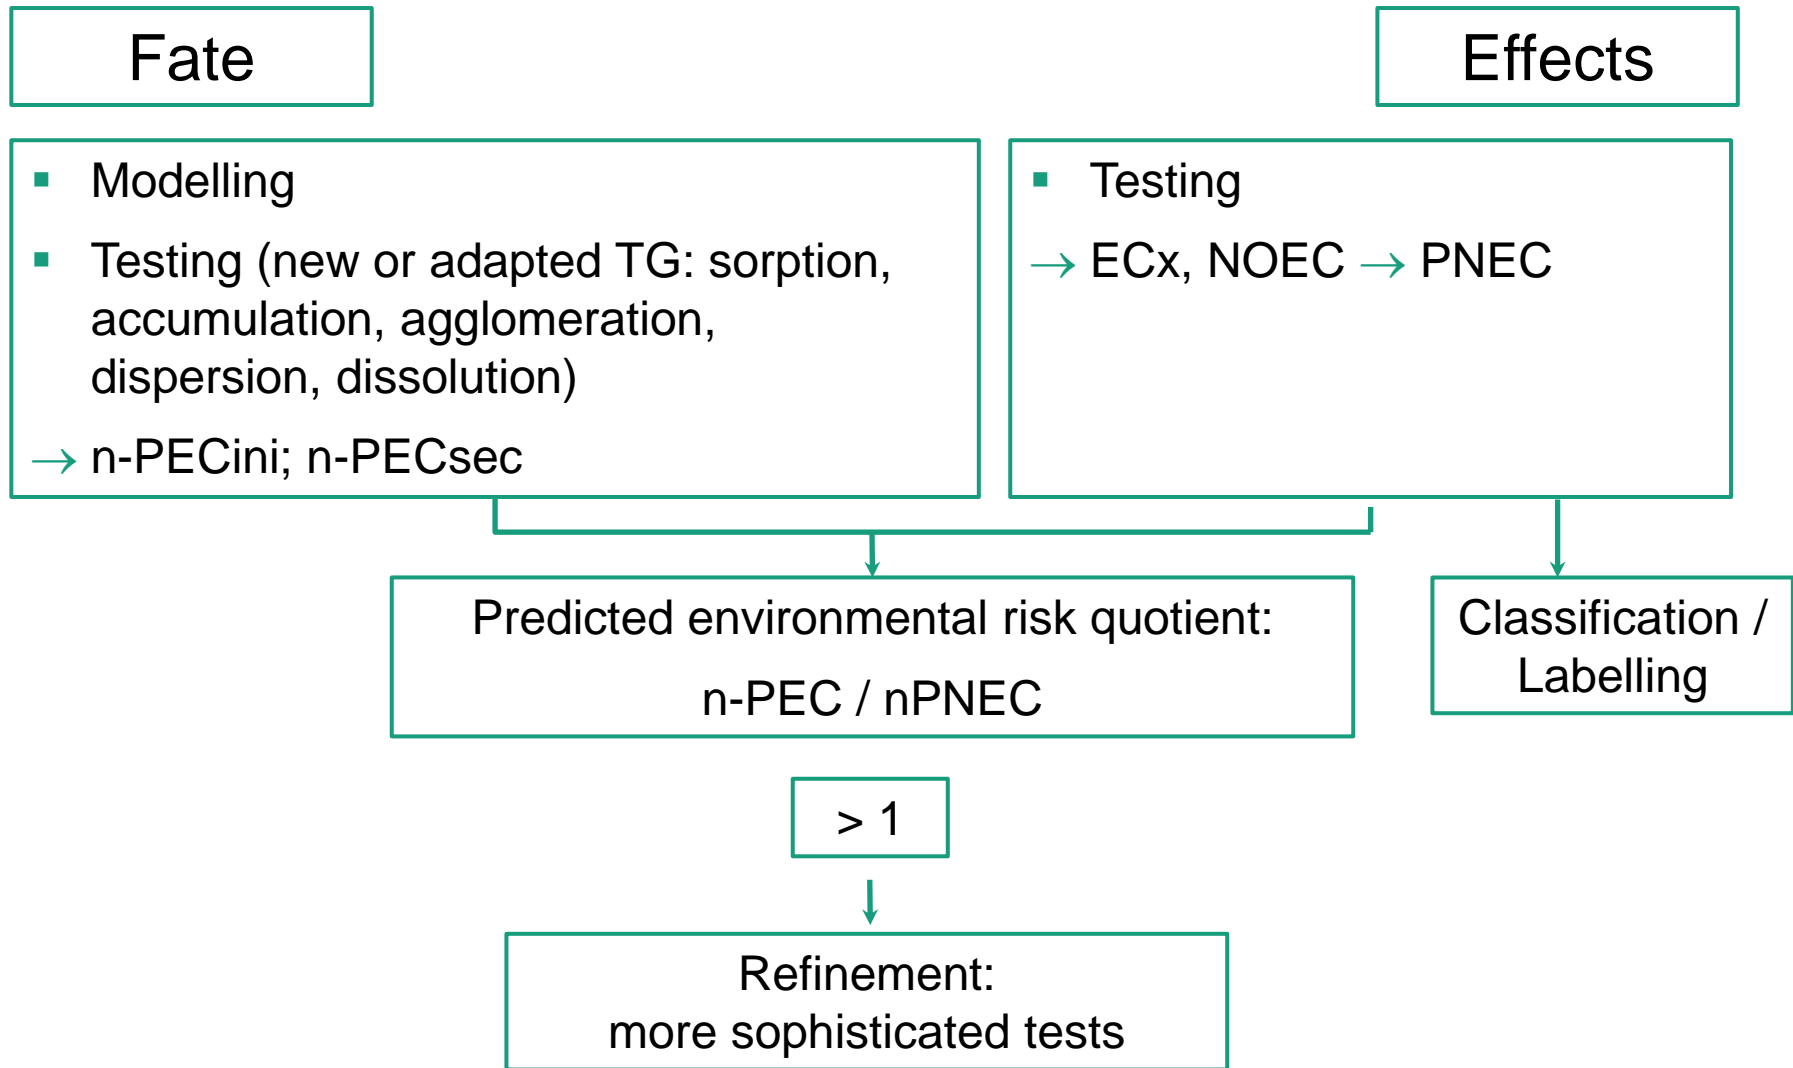 Fate
Effects
▪ Modelling
▪ Testing (new or adapted TG: sorption,
accumulation, agglomeration,
dispersion, dissolution)
→ n-PECini; n-PECsec
▪ Testing
→ ECx, NOEC → PNEC
Predicted environmental risk quotient:
n-PEC / nPNEC
Classification /
Labelling
> 1
Refinement:
more sophisticated tests